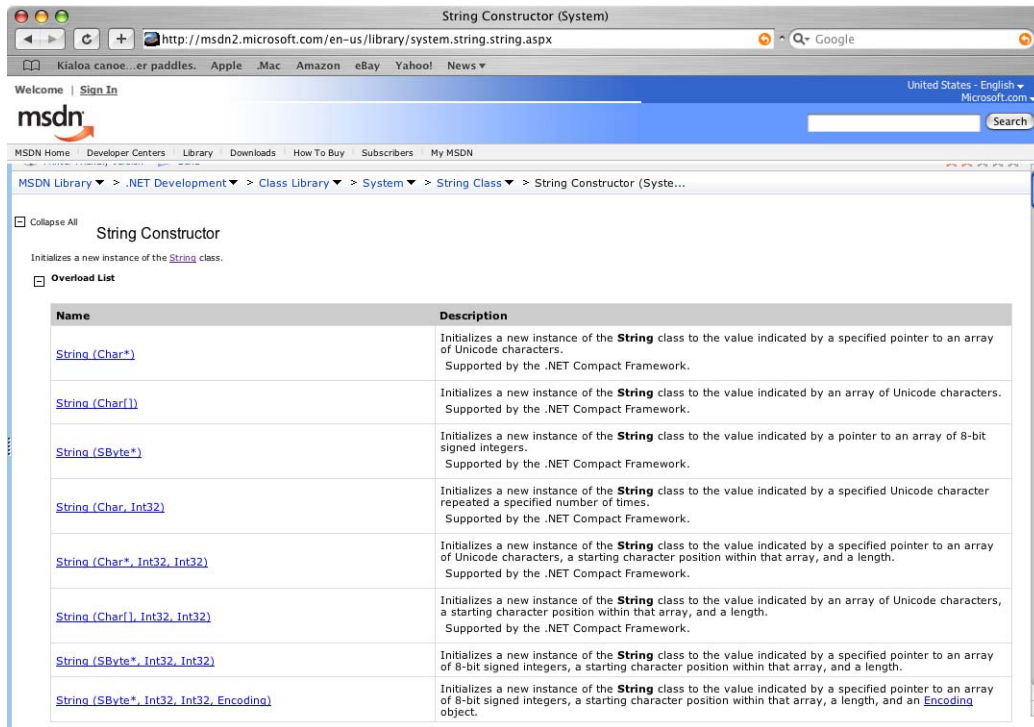 String Constructor (System)
http://msdn2.microsoft.com/en-us/library/system.string.string.aspx
Google
Kialoa canoe...er paddles. Apple .Mac Amazon eBay Yahoo! News
Welcome | Sign In
United States - English
Microsoft.com
msdn
Search
MSDN Home Developer Centers Library Downloads How To Buy Subscribers My MSDN
MSDN Library > .NET Development > Class Library > System > String Class > String Constructor (Syste...
Collapse All
String Constructor
Initializes a new instance of the String class.
Overload List
Name Description
String (Char*)
Initializes a new instance of the String class to the value indicated by a specified pointer to an array
of Unicode characters.
Supported by the .NET Compact Framework.
String (Char[])
Initializes a new instance of the String class to the value indicated by an array of Unicode characters.
Supported by the .NET Compact Framework.
String (SByte*)
Initializes a new instance of the String class to the value indicated by a pointer to an array of 8-bit
signed integers.
Supported by the .NET Compact Framework.
String (Char, Int32)
Initializes a new instance of the String class to the value indicated by a specified Unicode character
repeated a specified number of times.
Supported by the .NET Compact Framework.
String (Char*, Int32, Int32)
Initializes a new instance of the String class to the value indicated by a specified pointer to an array
of Unicode characters, a starting character position within that array, and a length.
Supported by the .NET Compact Framework.
String (Char[], Int32, Int32)
Initializes a new instance of the String class to the value indicated by an array of Unicode characters,
a starting character position within that array, and a length.
Supported by the .NET Compact Framework.
String (SByte*, Int32, Int32)
Initializes a new instance of the String class to the value indicated by a specified pointer to an array
of 8-bit signed integers, a starting character position within that array, and a length.
String (SByte*, Int32, Int32, Encoding)
Initializes a new instance of the String class to the value indicated by a specified pointer to an array
of 8-bit signed integers, a starting character position within that array, a length, and an Encoding
object.